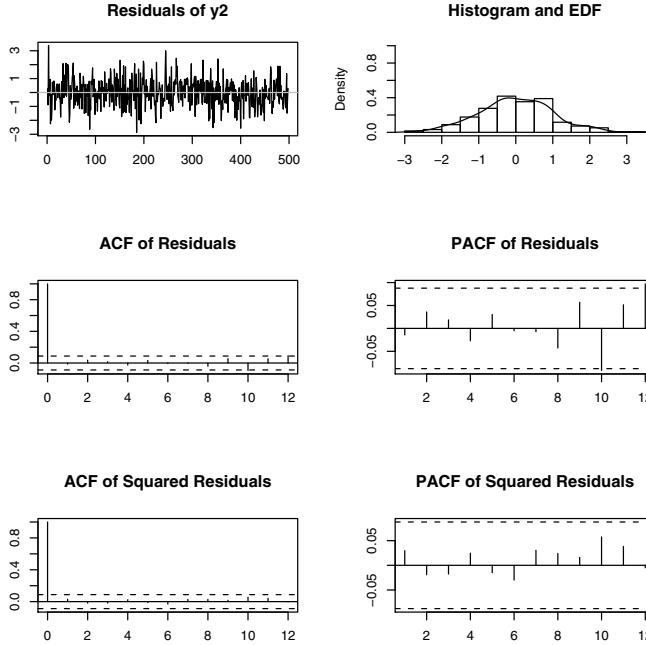 Residuals of y2
Histogram and EDF
3
1
−1
−3
0 100 200 300 400 500
Density
0.8
0.4
0.0
−3 −2 −1 0 1 2 3
ACF of Residuals
PACF of Residuals
0.8
0.4
0.0
0 2 4 6 8 10 12
0.05
−0.05
2 4 6 8 10 12
ACF of Squared Residuals
PACF of Squared Residuals
0.8
0.4
0.0
0 2 4 6 8 10 12
0.05
−0.05
2 4 6 8 10 12